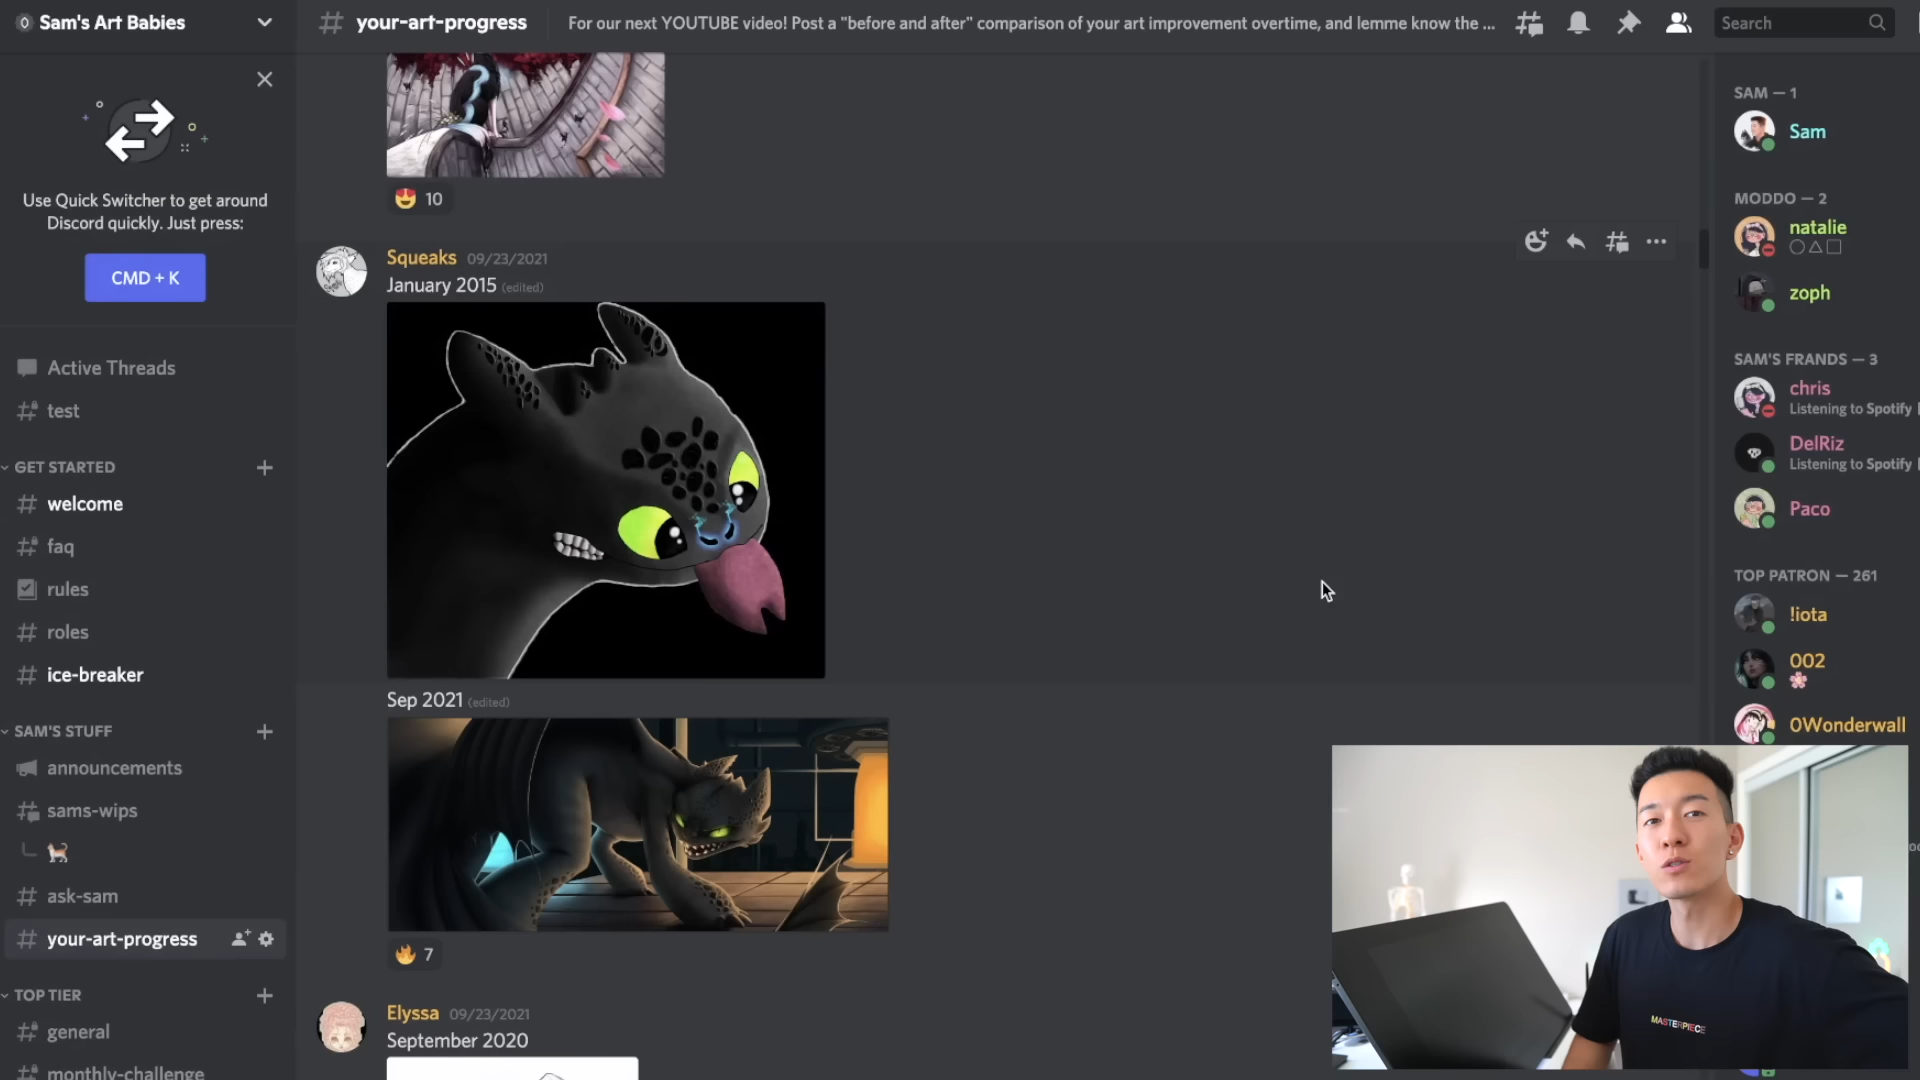 Sam's Art Babies
Use Quick Switcher to get around
Discord quickly. Just press:
CMD + K
Active Threads
test
GET STARTED
welcome
faq
rules
roles
ice-breaker
SAM'S STUFF
announcements
sams-wips
ask-sam
your-art-progress
TOP TIER
general
monthly-challenge
your-art-progress
For our next YOUTUBE video! Post a "before and after" comparison of your art improvement overtime, and lemme know the ...
Search
10
Squeaks 09/23/2021
January 2015 (edited)
Sep 2021 (edited)
7
Elyssa 09/23/2021
September 2020
SAM — 1
Sam
MODDO — 2
natalie
zoph
SAM'S FRANDS — 3
chris
Listening to Spotify
DelRiz
Listening to Spotify
Paco
TOP PATRON — 261
!iota
002
0Wonderwall
MASTERPIECE